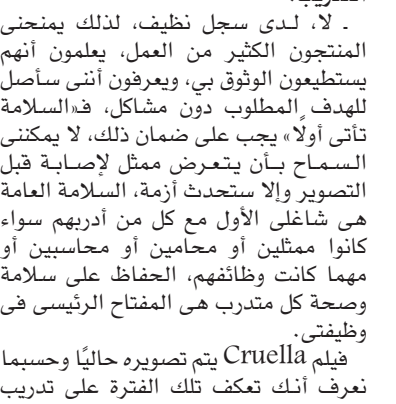 ـ لا، لـدى سجل نظيف، لذلك يمنحنى
المنتجون الكثير من العمل، يعلمون أنهم
يستطيعون الوثوق بي، ويعرفون أننى سأصل
للهدف المطلوب دون مشاكل، فـ«السلامة
تأتى أولًا» يجب على ضمان ذلك، لا يمكننى
السماح بـأن يتعرض ممثل لإصـابـة قبل
التصوير وإلا ستحدث أزمة، السلامة العامة
هى شاغلى الأول مع كل من أدربهم سواء
كانوا ممثلين أو محامين أو محاسبين أو
مهما كانت وظائفهم، الحفاظ على سلامة
وصحة كل متدرب هى المفتاح الرئيسى فى
وظيفتى.
فيلم Cruella يتم تصويره حاليًا وحسبما
نعرف أنـك تعكف تلك الفترة على تدريب